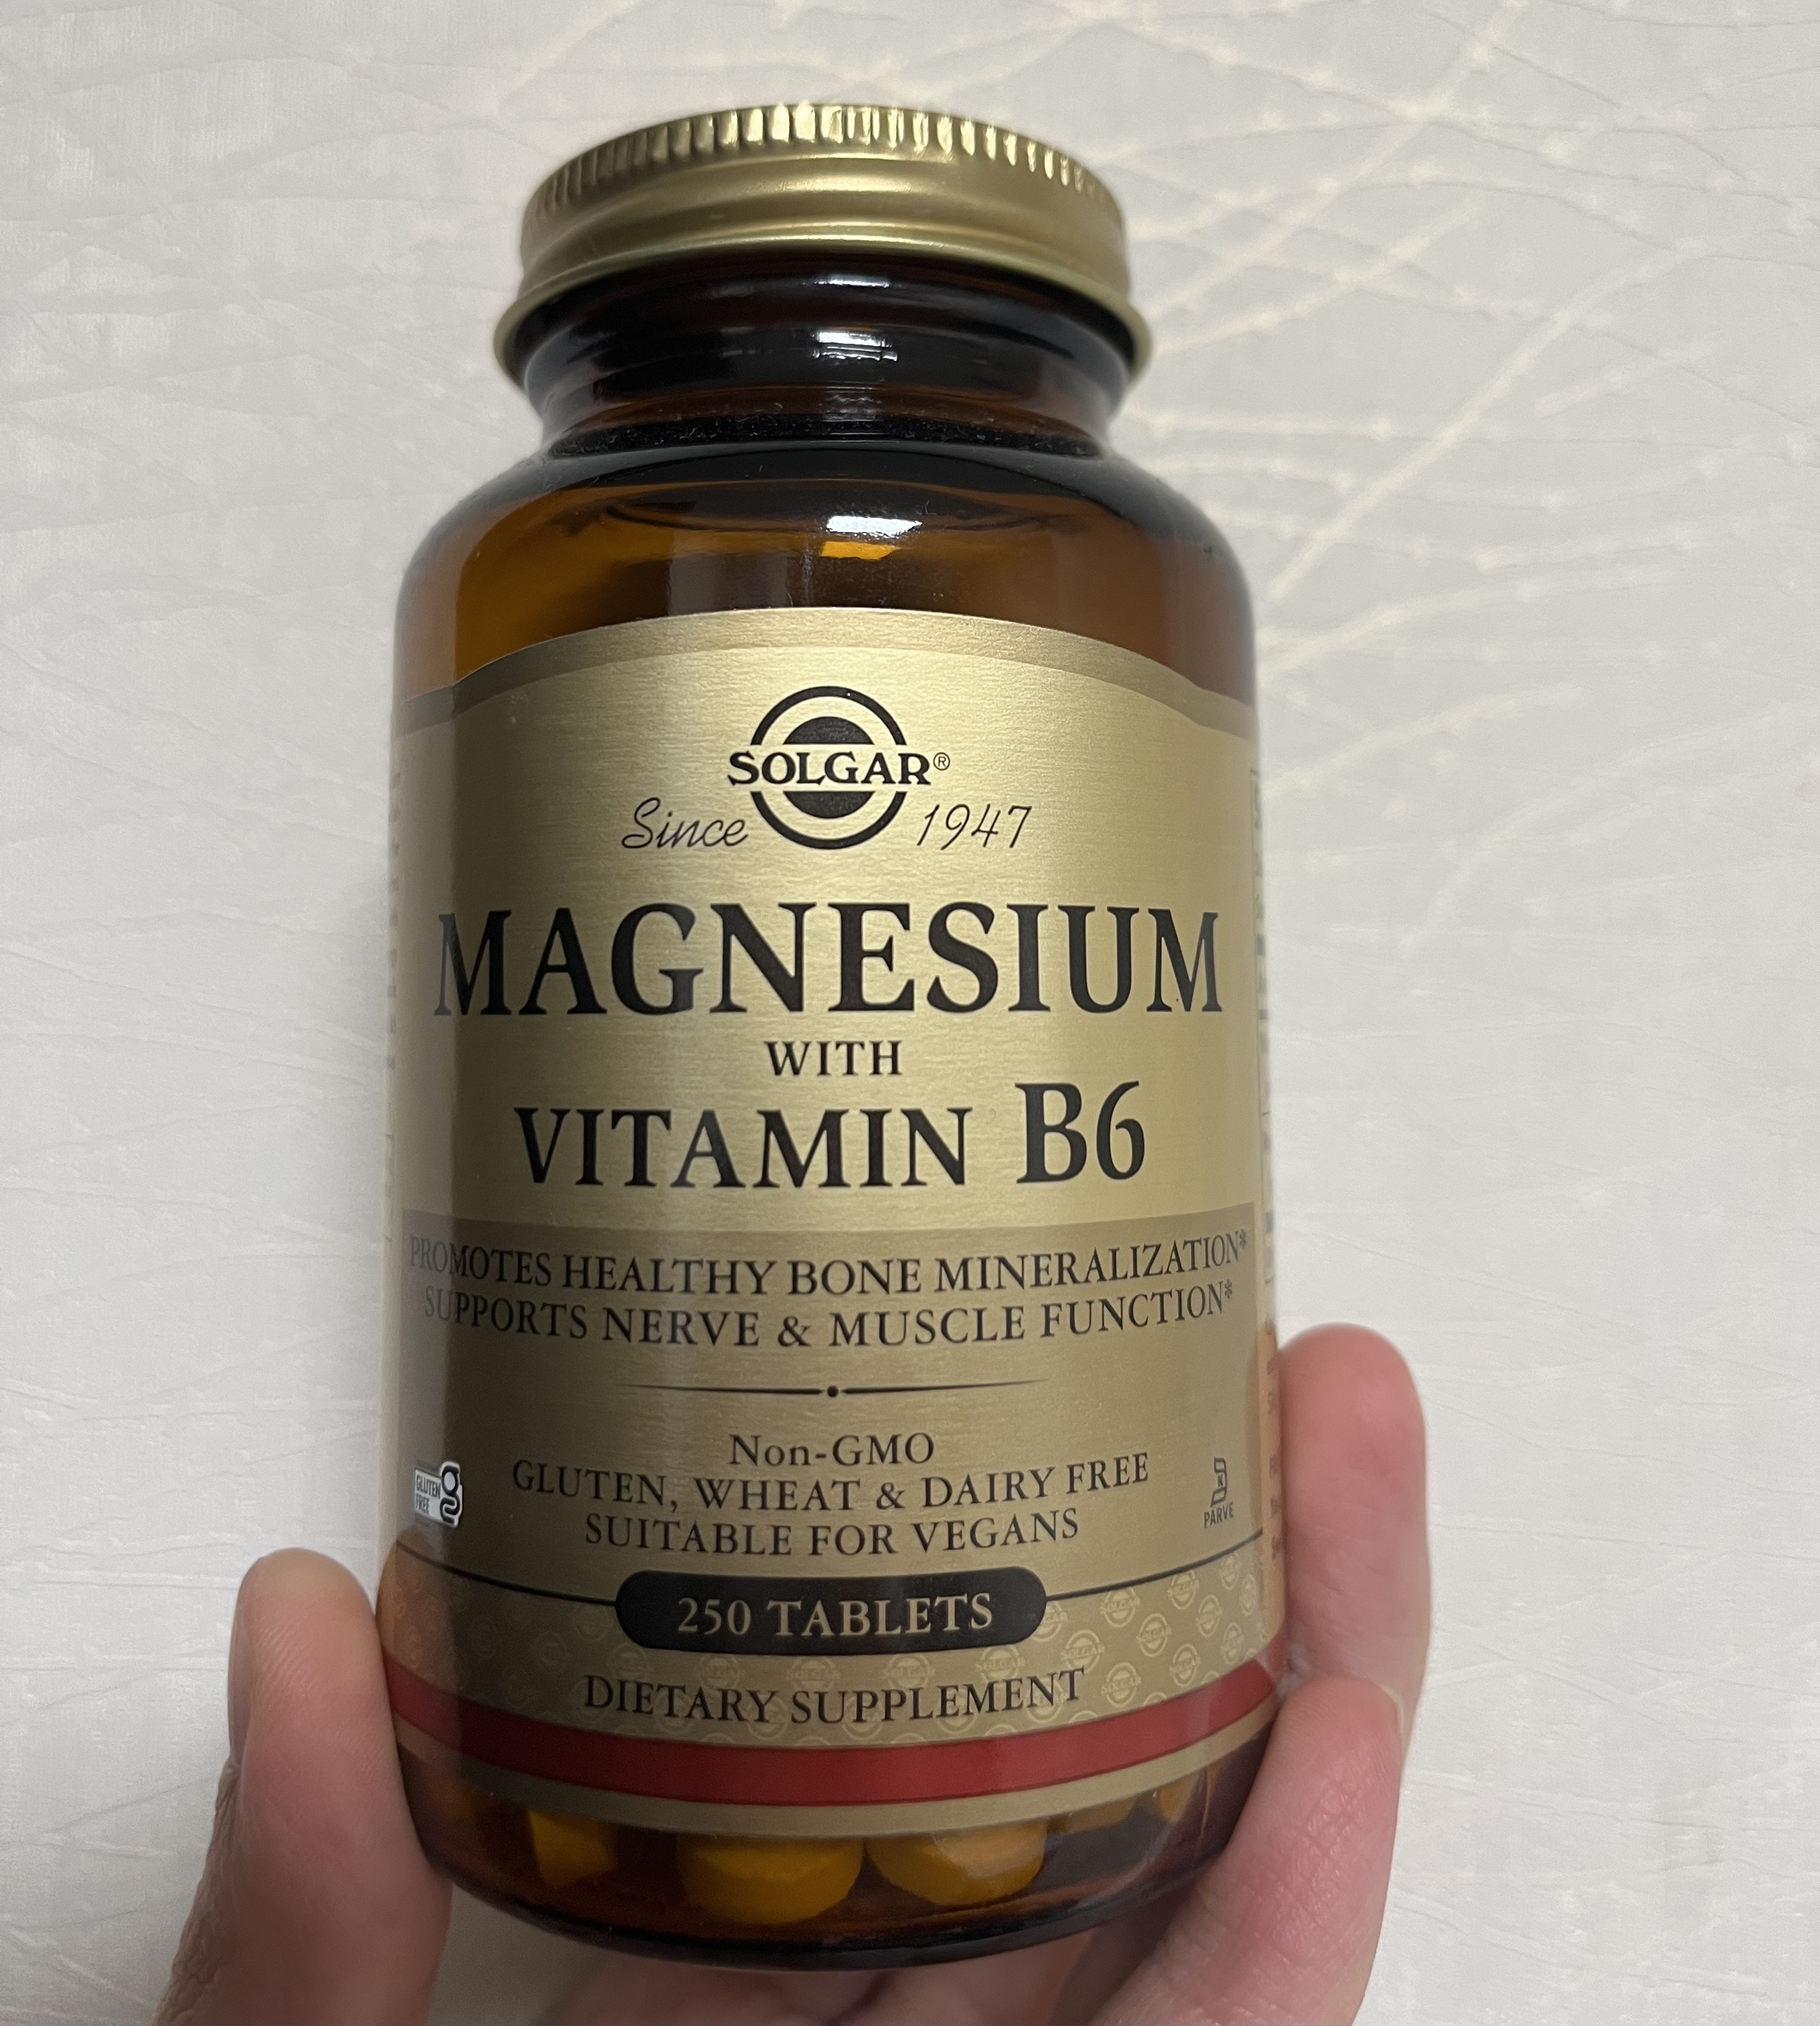 SOLGAR®
Since 1947
MAGNESIUM
WITH
VITAMIN B6
PROMOTES HEALTHY BONE MINERALIZATION*
SUPPORTS NERVE & MUSCLE FUNCTION*
Non-GMO
GLUTEN, WHEAT & DAIRY FREE
SUITABLE FOR VEGANS
GLUTEN
FREE
K
PARVE
250 TABLETS
DIETARY SUPPLEMENT